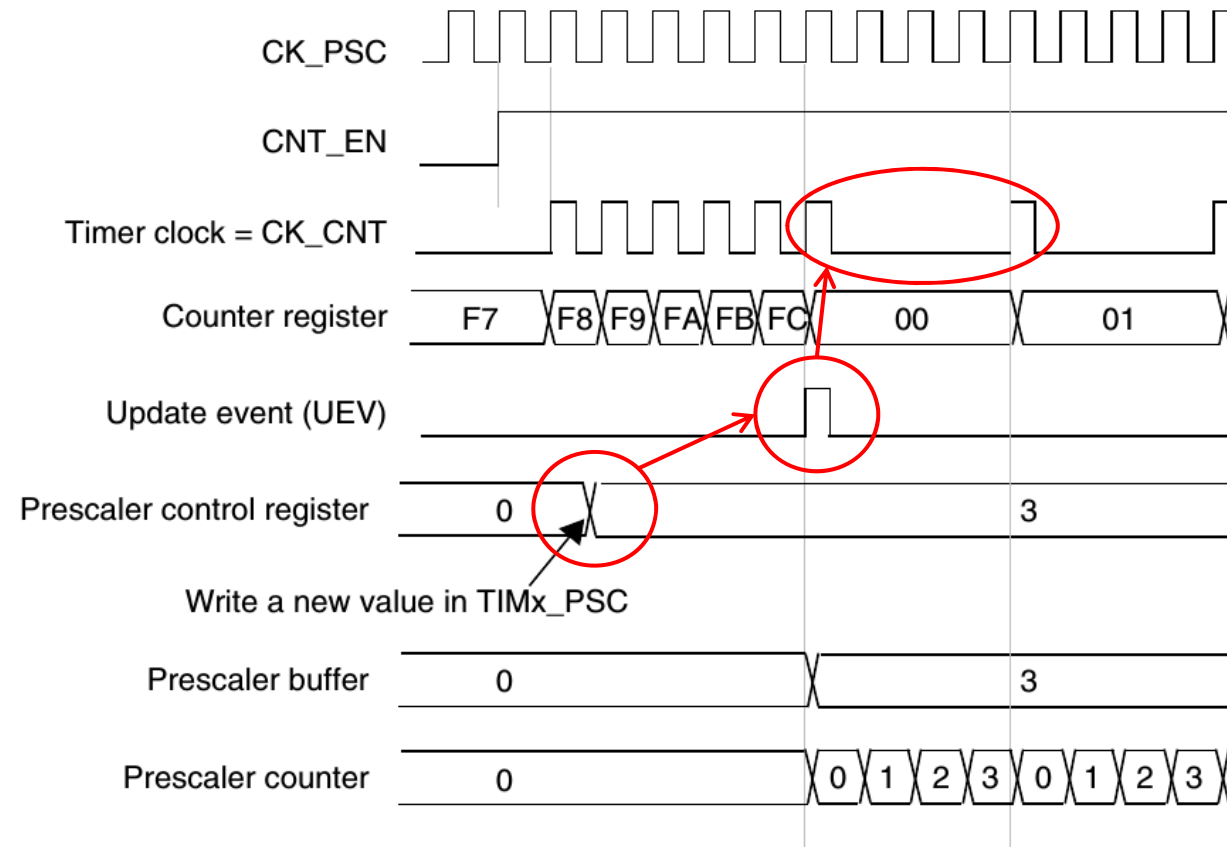 CK_PSC
CNT_EN
Timer clock = CK_CNT
Counter register
F7 F8 F9 FA FB FC 00 01
Update event (UEV)
Prescaler control register
0 3
Write a new value in TIMx_PSC
Prescaler buffer
0 3
Prescaler counter
0 0 1 2 3 0 1 2 3